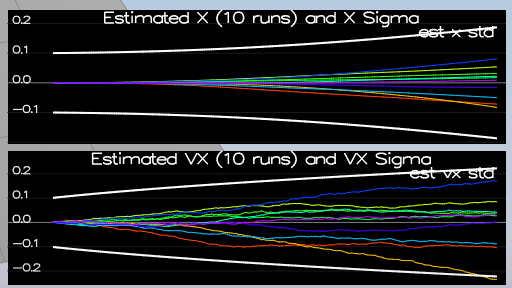 Estimated X (10 runs) and X Sigma
est x std
0.2
0.1
0.0
−0.1
Estimated VX (10 runs) and VX Sigma
est vx std
0.2
0.1
0.0
−0.1
−0.2